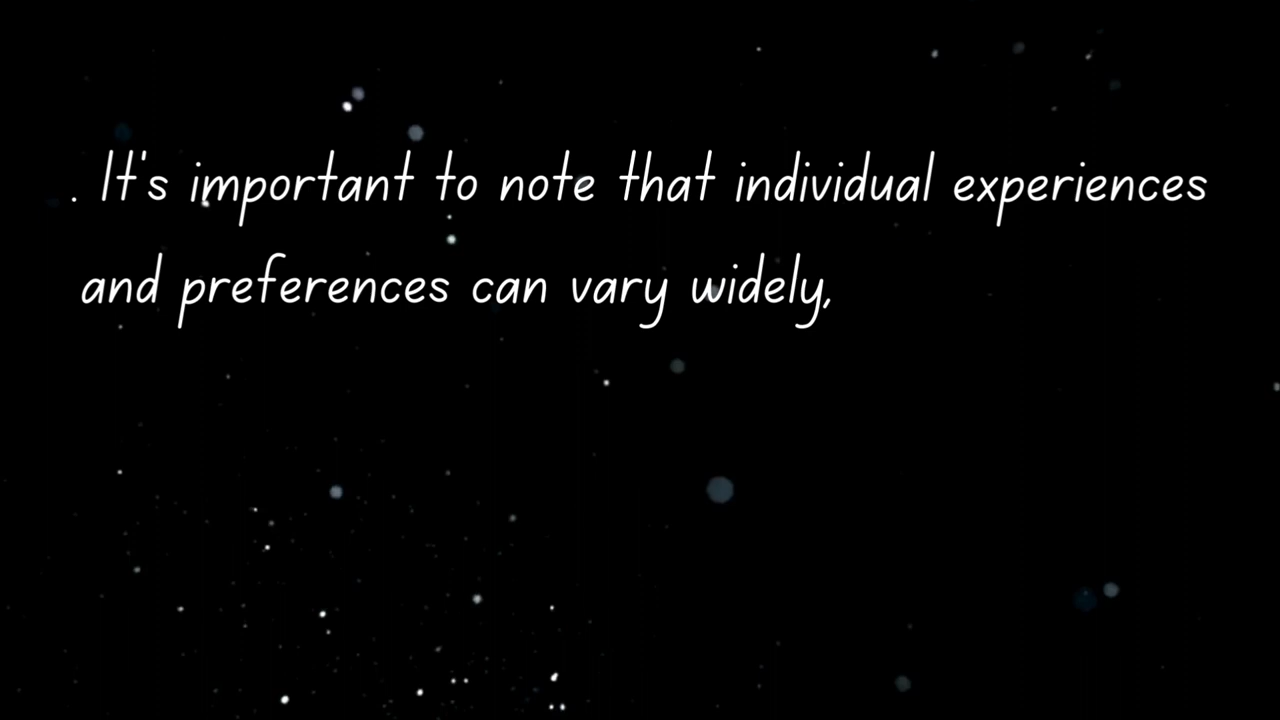 . It's important to note that individual experiences
and preferences can vary widely,